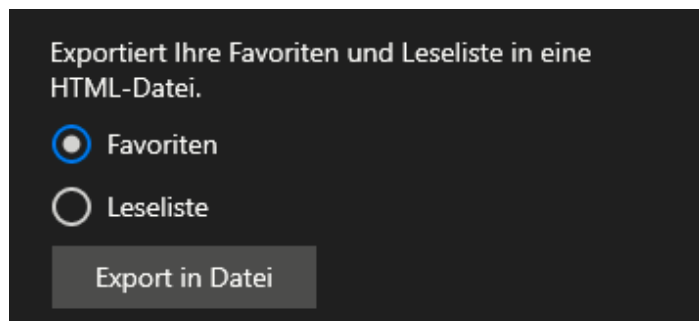 Exportiert Ihre Favoriten und Leseliste in eine
HTML-Datei.
Favoriten
Leseliste
Export in Datei